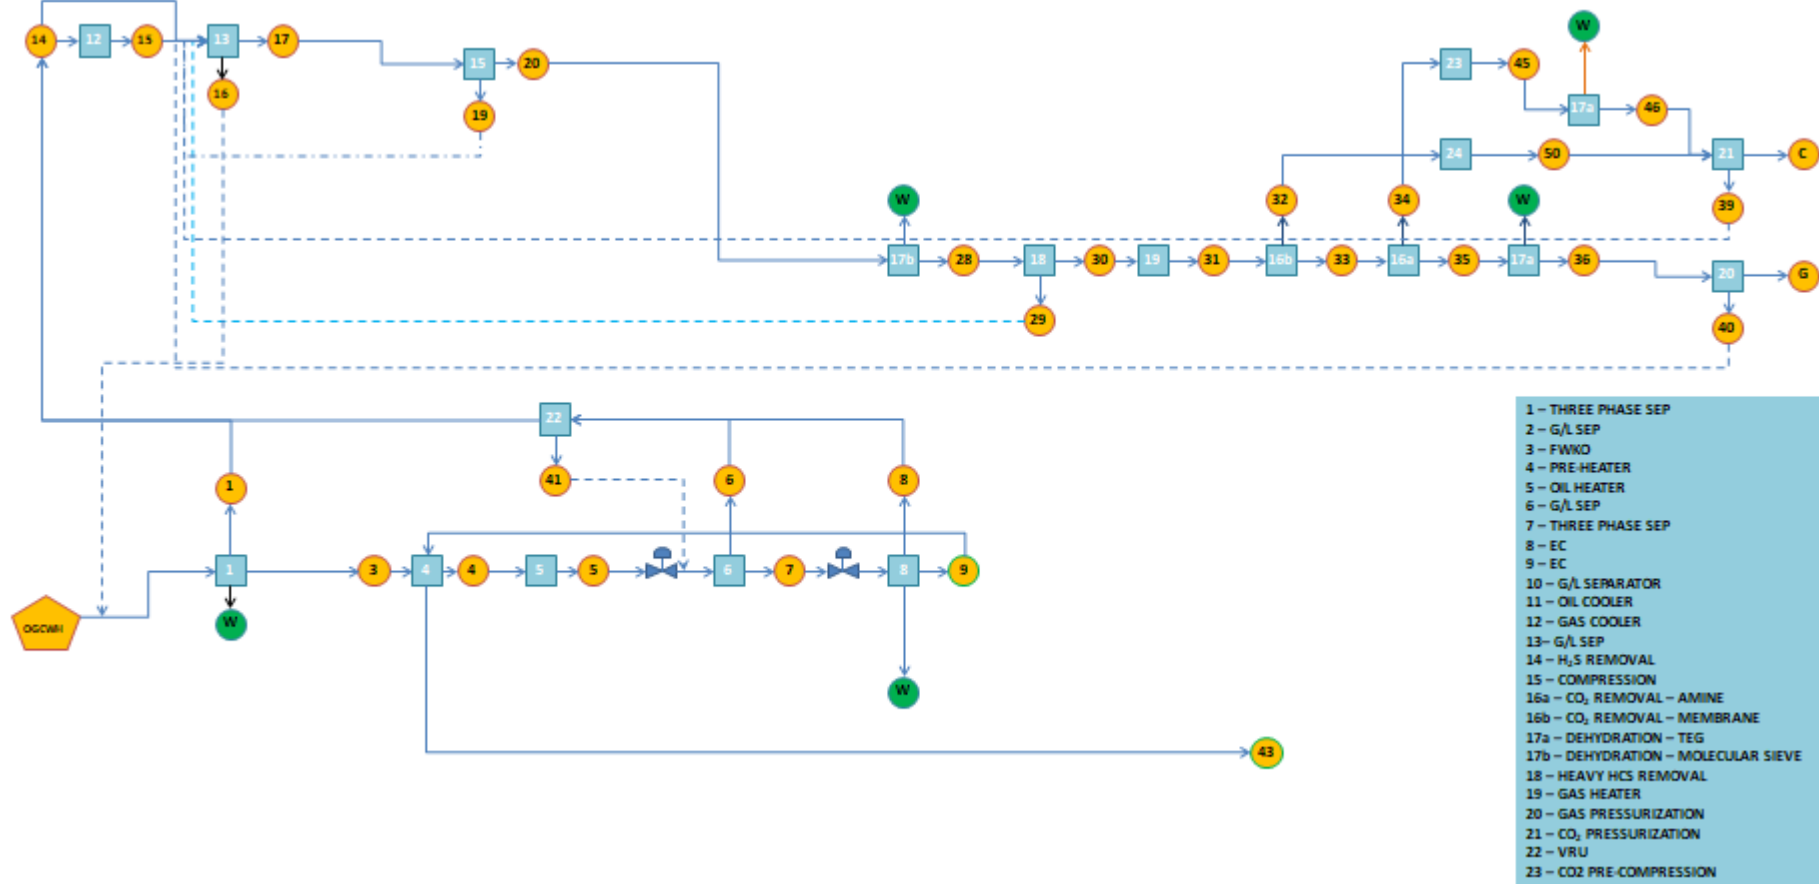 14
12
15
13
17
16
15
20
19
W
23
45
17a
46
24
50
21
C
39
W
32
34
W
17b
28
18
30
19
31
16b
33
16a
35
17a
36
20
G
29
40
22
41
6
8
1
1
3
4
4
5
5
6
7
8
9
W
OGCWH
W
43
1 – THREE PHASE SEP
2 – G/L SEP
3 – FWKO
4 – PRE-HEATER
5 – OIL HEATER
6 – G/L SEP
7 – THREE PHASE SEP
8 – EC
9 – EC
10 – G/L SEPARATOR
11 – OIL COOLER
12 – GAS COOLER
13– G/L SEP
14 – H₂S REMOVAL
15 – COMPRESSION
16a – CO₂ REMOVAL – AMINE
16b – CO₂ REMOVAL – MEMBRANE
17a – DEHYDRATION – TEG
17b – DEHYDRATION – MOLECULAR SIEVE
18 – HEAVY HCS REMOVAL
19 – GAS HEATER
20 – GAS PRESSURIZATION
21 – CO₂ PRESSURIZATION
22 – VRU
23 – CO2 PRE-COMPRESSION